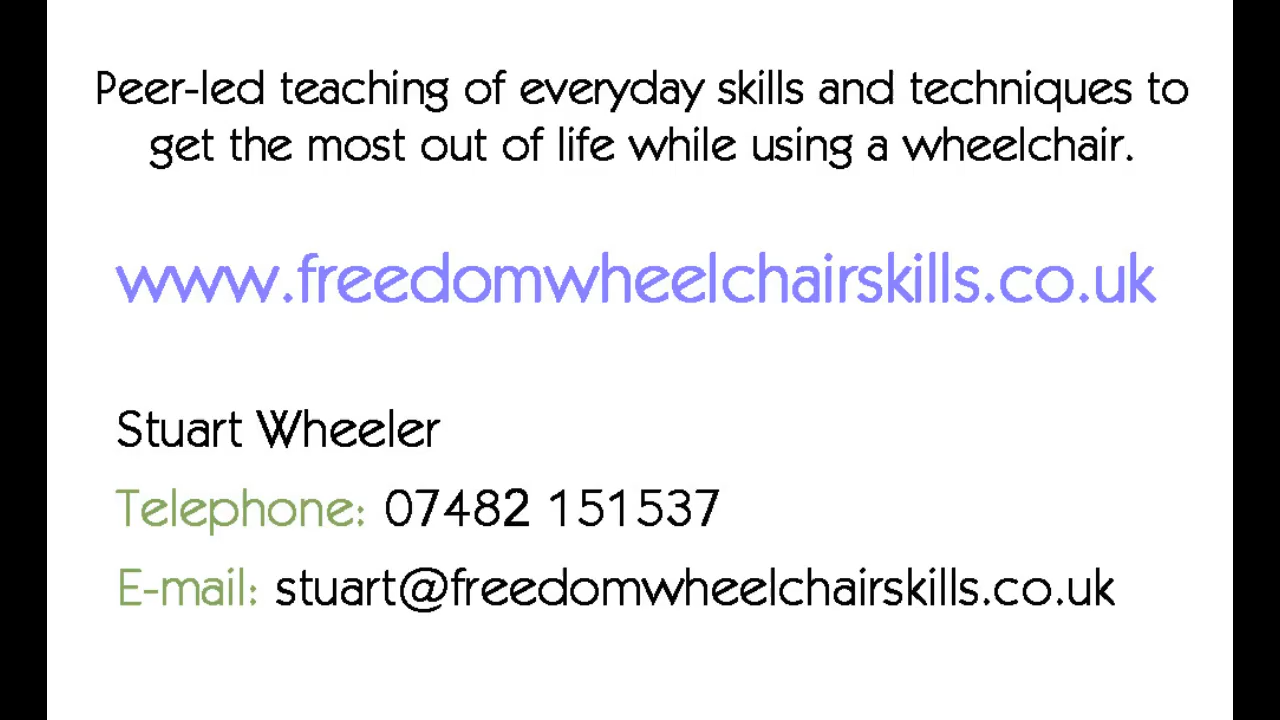 Peer-led teaching of everyday skills and techniques to
get the most out of life while using a wheelchair.
www.freedomwheelchairskills.co.uk
Stuart Wheeler
Telephone: 07482 151537
E-mail: stuart@freedomwheelchairskills.co.uk